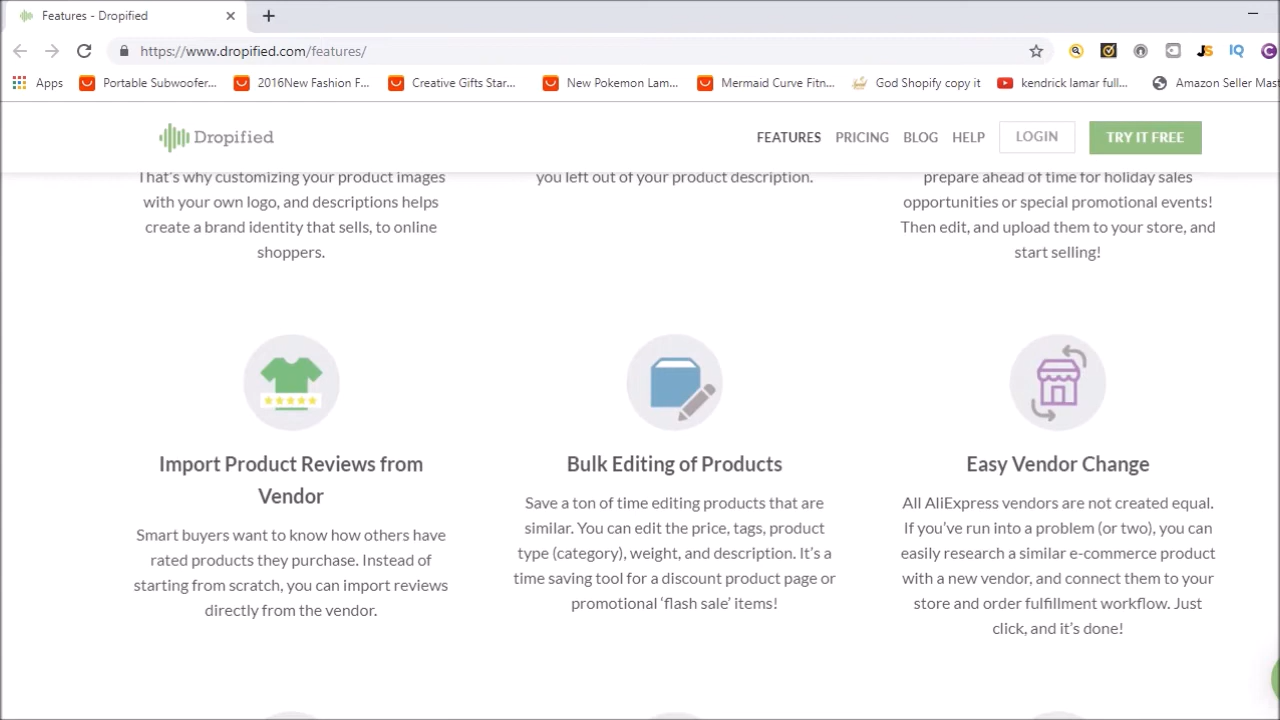 Features - Dropified
https://www.dropified.com/features/
Apps
Portable Subwoofer...
2016New Fashion F...
Creative Gifts Star...
New Pokemon Lam...
Mermaid Curve Fitn...
God Shopify copy it
kendrick lamar full...
Amazon Seller Mast
Dropified
FEATURES
PRICING
BLOG
HELP
LOGIN
TRY IT FREE
That's why customizing your product images
with your own logo, and descriptions helps
create a brand identity that sells, to online
shoppers.
you left out of your product description.
prepare ahead of time for holiday sales
opportunities or special promotional events!
Then edit, and upload them to your store, and
start selling!
Import Product Reviews from
Vendor
Smart buyers want to know how others have
rated products they purchase. Instead of
starting from scratch, you can import reviews
directly from the vendor.
Bulk Editing of Products
Save a ton of time editing products that are
similar. You can edit the price, tags, product
type (category), weight, and description. It's a
time saving tool for a discount product page or
promotional 'flash sale' items!
Easy Vendor Change
All AliExpress vendors are not created equal.
If you've run into a problem (or two), you can
easily research a similar e-commerce product
with a new vendor, and connect them to your
store and order fulfillment workflow. Just
click, and it's done!